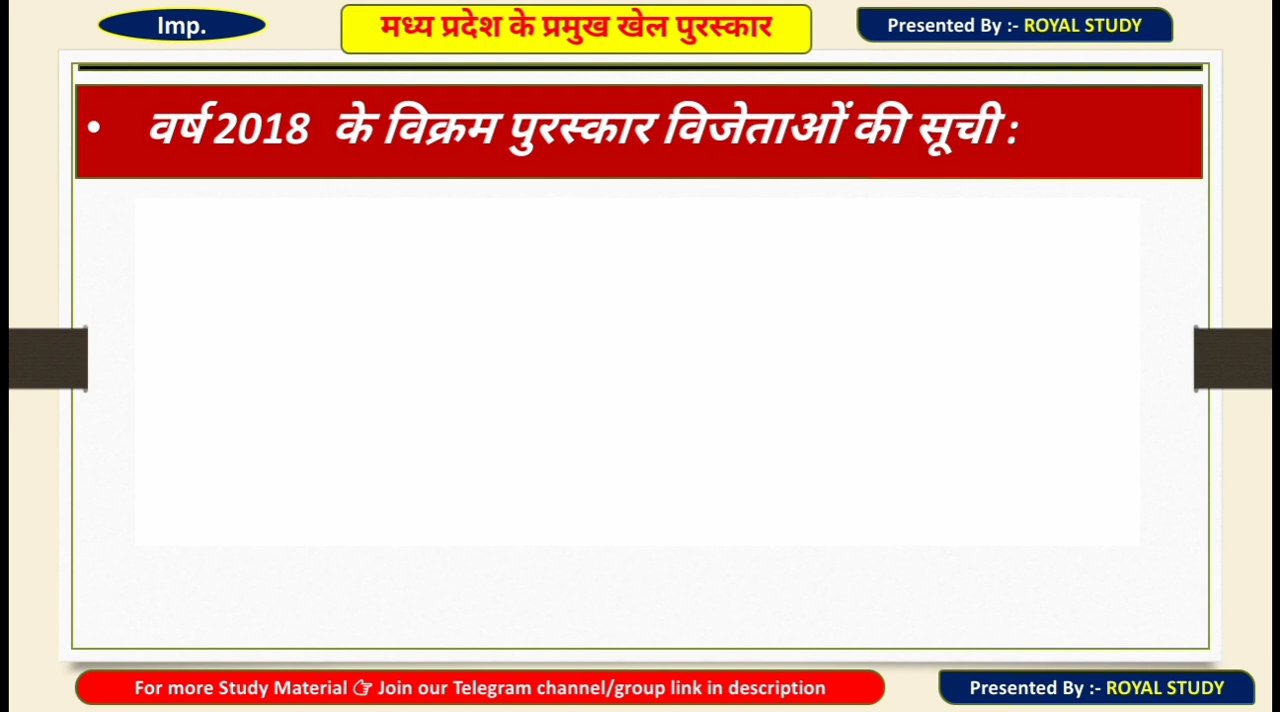 Imp.
मध्य प्रदेश के प्रमुख खेल पुरस्कार
Presented By :- ROYAL STUDY
• वर्ष 2018 के विक्रम पुरस्कार विजेताओं की सूची :
For more Study Material 👉 Join our Telegram channel/group link in description
Presented By :- ROYAL STUDY